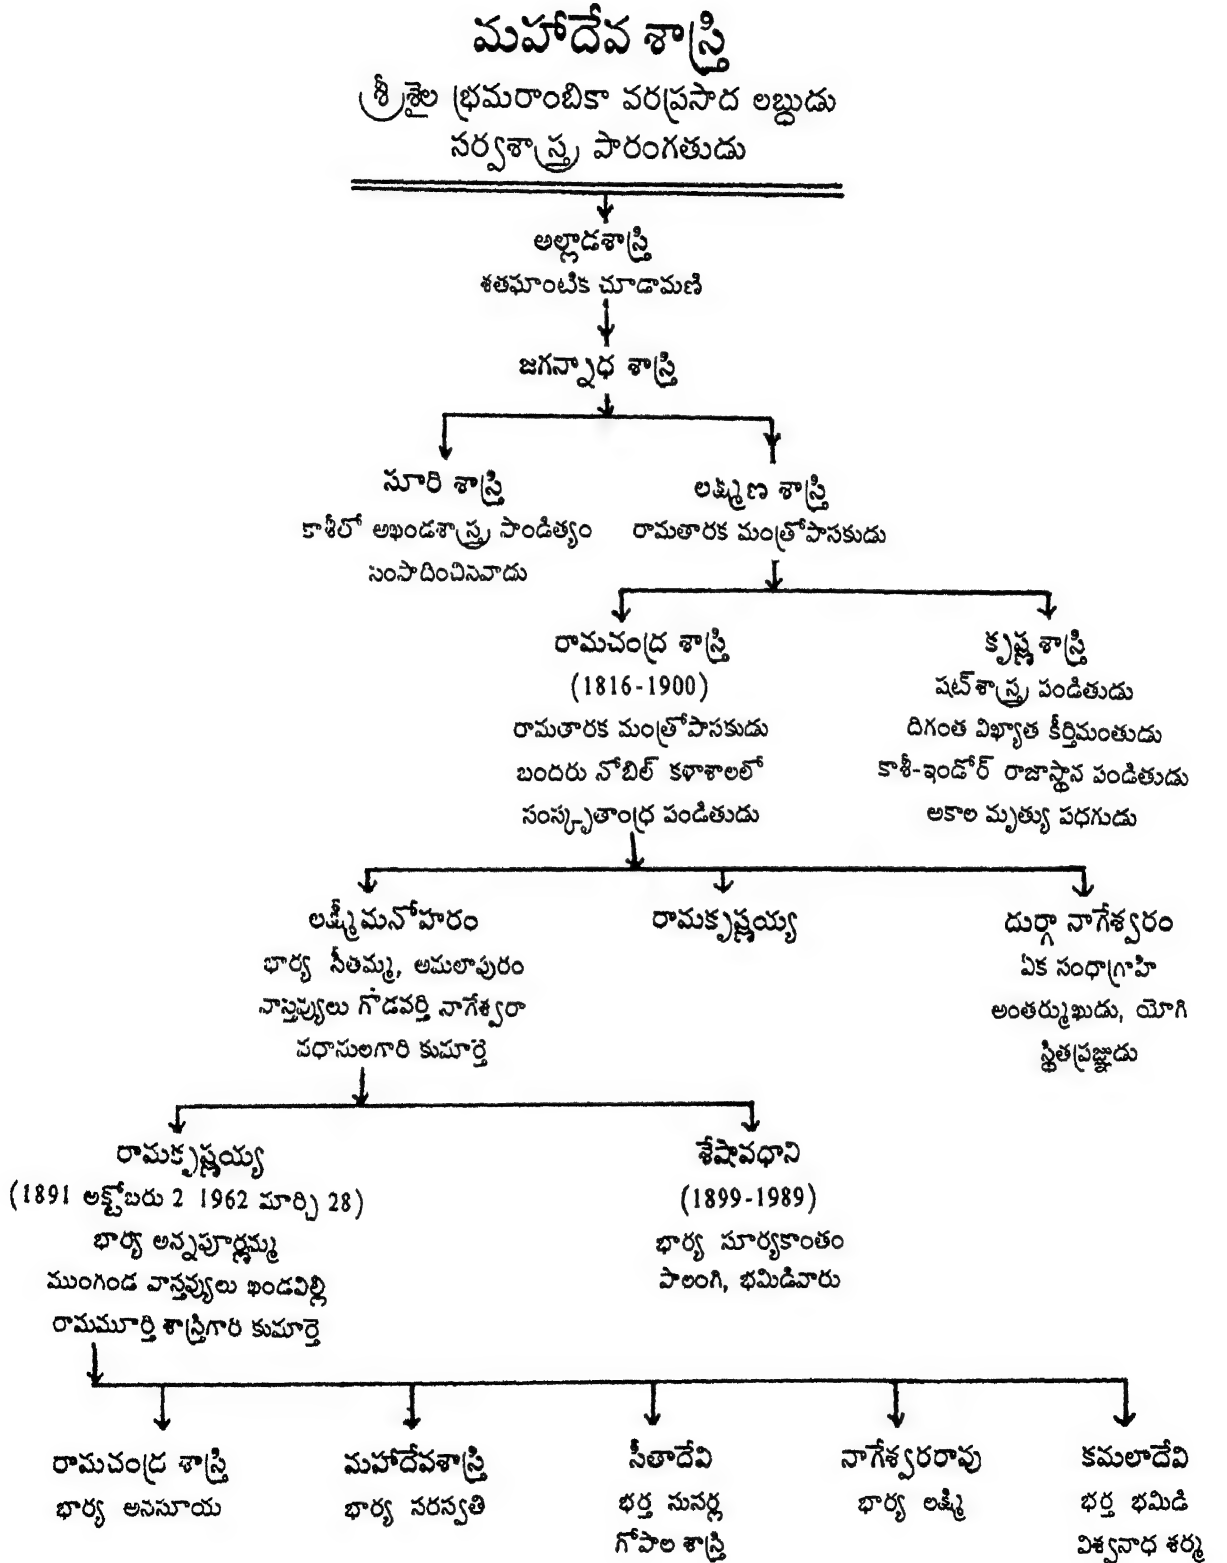 మహాదేవ శాస్త్రి
శ్రీశైల భ్రమరాంబికా వరప్రసాద లబ్ధుడు
సర్వశాస్త్ర పారంగతుడు
అల్లాడశాస్త్రి
శతఘాంటిక చూడామణి
జగన్నాధ శాస్త్రి
సూరి శాస్త్రి
కాశీలో అఖండశాస్త్ర పాండిత్యం
సంపాదించినవాడు
లక్ష్మణ శాస్త్రి
రామతారక మంత్రోపాసకుడు
రామచంద్ర శాస్త్రి
(1816-1900)
రామతారక మంత్రోపాసకుడు
బందరు నోబిల్ కళాశాలలో
సంస్కృతాంధ్ర పండితుడు
కృష్ణ శాస్త్రి
షట్‌శాస్త్ర పండితుడు
దిగంత విఖ్యాత కీర్తిమంతుడు
కాశీ-ఇండోర్ రాజాస్థాన పండితుడు
అకాల మృత్యు పధగుడు
లక్ష్మీమనోహరం
భార్య సీతమ్మ, అమలాపురం
వాస్తవ్యులు గొడవర్తి నాగేశ్వరా
వధానులగారి కుమార్తె
రామకృష్ణయ్య
దుర్గా నాగేశ్వరం
ఏక సంధాగ్రాహి
అంతర్ముఖుడు, యోగి
స్థితప్రజ్ఞుడు
రామకృష్ణయ్య
(1891 అక్టోబరు 2 1962 మార్చి 28)
భార్య అన్నపూర్ణమ్మ
ముంగండ వాస్తవ్యులు ఖండవిల్లి
రామమూర్తి శాస్త్రిగారి కుమార్తె
శేషావధాని
(1899-1989)
భార్య సూర్యకాంతం
పాలంగి, భమిడివారు
రామచంద్ర శాస్త్రి
భార్య అనసూయ
మహాదేవశాస్త్రి
భార్య సరస్వతి
సీతాదేవి
భర్త సుసర్ల
గోపాల శాస్త్రి
నాగేశ్వరరావు
భార్య లక్ష్మి
కమలాదేవి
భర్త భమిడి
విశ్వనాధ శర్మ